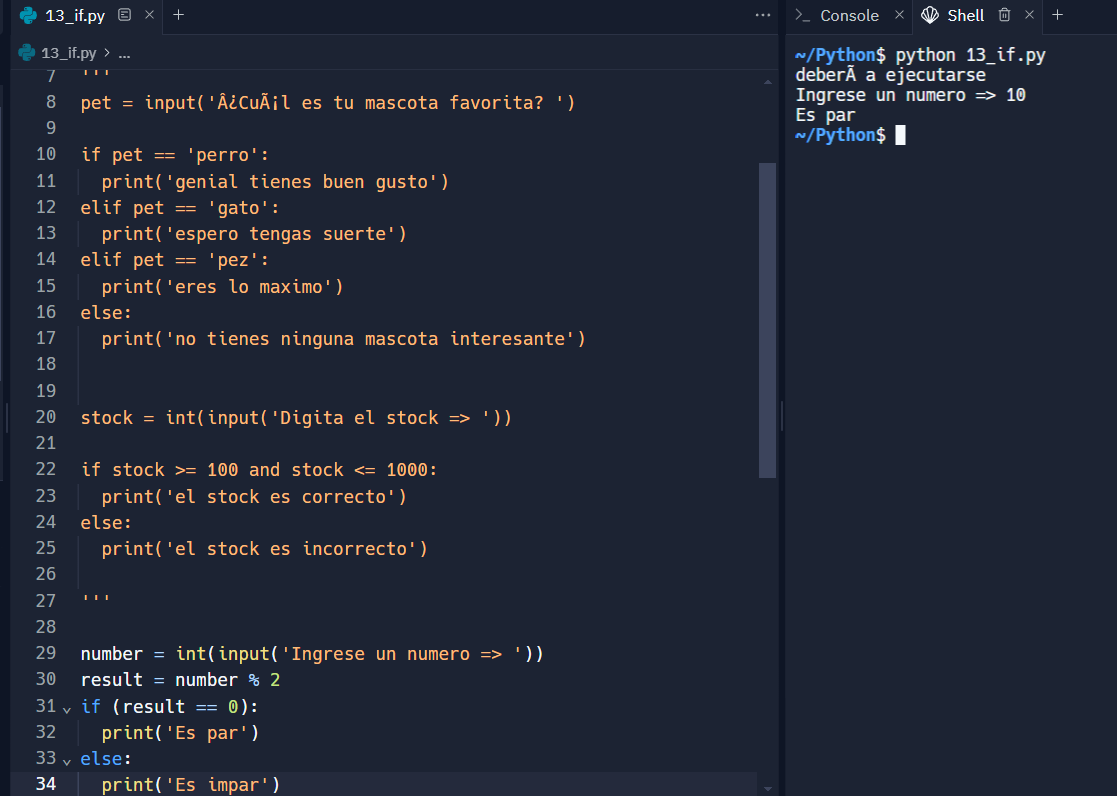 13_if.py
13_if.py > ...
7 '''
8 pet = input('Â¿CuÃ¡l es tu mascota favorita? ')
9
10 if pet == 'perro':
11   print('genial tienes buen gusto')
12 elif pet == 'gato':
13   print('espero tengas suerte')
14 elif pet == 'pez':
15   print('eres lo maximo')
16 else:
17   print('no tienes ninguna mascota interesante')
18
19
20 stock = int(input('Digita el stock => '))
21
22 if stock >= 100 and stock <= 1000:
23   print('el stock es correcto')
24 else:
25   print('el stock es incorrecto')
26
27 '''
28
29 number = int(input('Ingrese un numero => '))
30 result = number % 2
31 if (result == 0):
32   print('Es par')
33 else:
34   print('Es impar')
Console Shell
~/Python$ python 13_if.py
deberÃ a ejecutarse
Ingrese un numero => 10
Es par
~/Python$